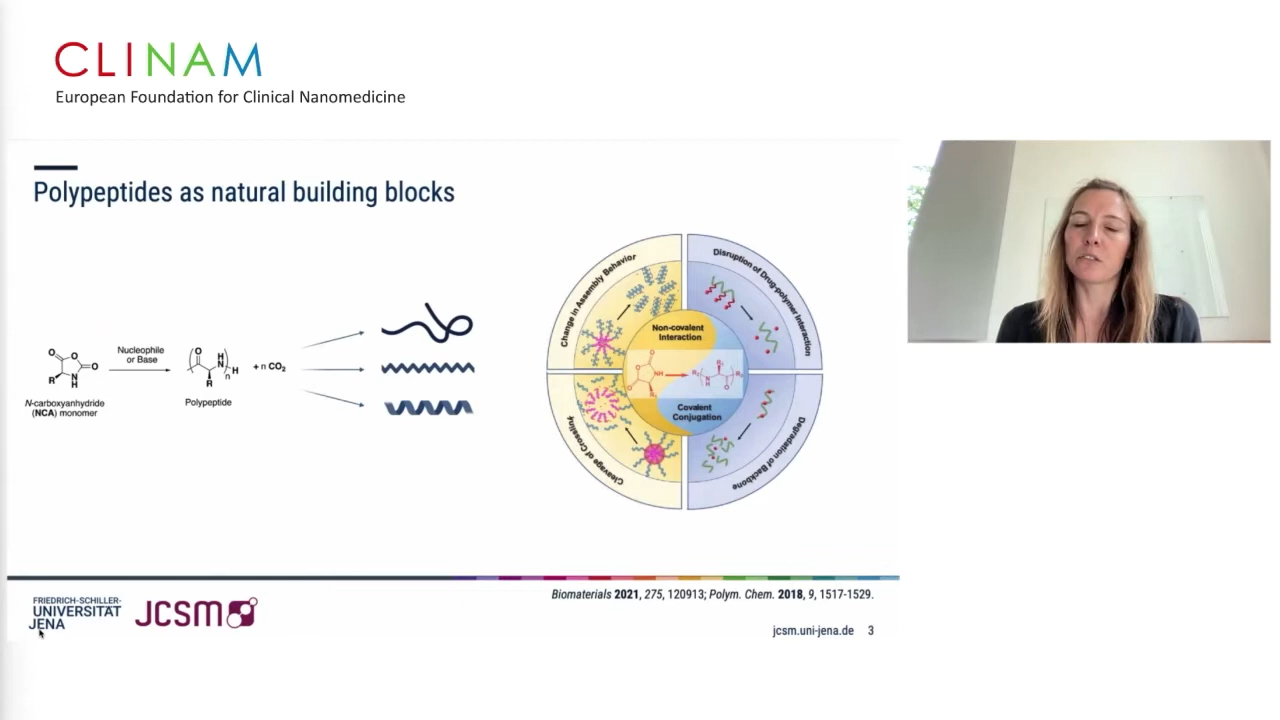 CLINAM
European Foundation for Clinical Nanomedicine
Polypeptides as natural building blocks
O
O
O
R
N
H
N-carboxyanhydride
(NCA) monomer
Nucleophile
or Base
O
H
N
H
n
R
Polypeptide
+ n CO2
Change in Assembly Behavior
Disruption of Drug-polymer Interaction
Non-covalent
Interaction
Covalent
Conjugation
Cleavage of Crosslink
Degradation of Backbone
Biomaterials 2021, 275, 120913; Polym. Chem. 2018, 9, 1517-1529.
FRIEDRICH-SCHILLER-
UNIVERSITÄT
JENA
JCSM
jcsm.uni-jena.de 3